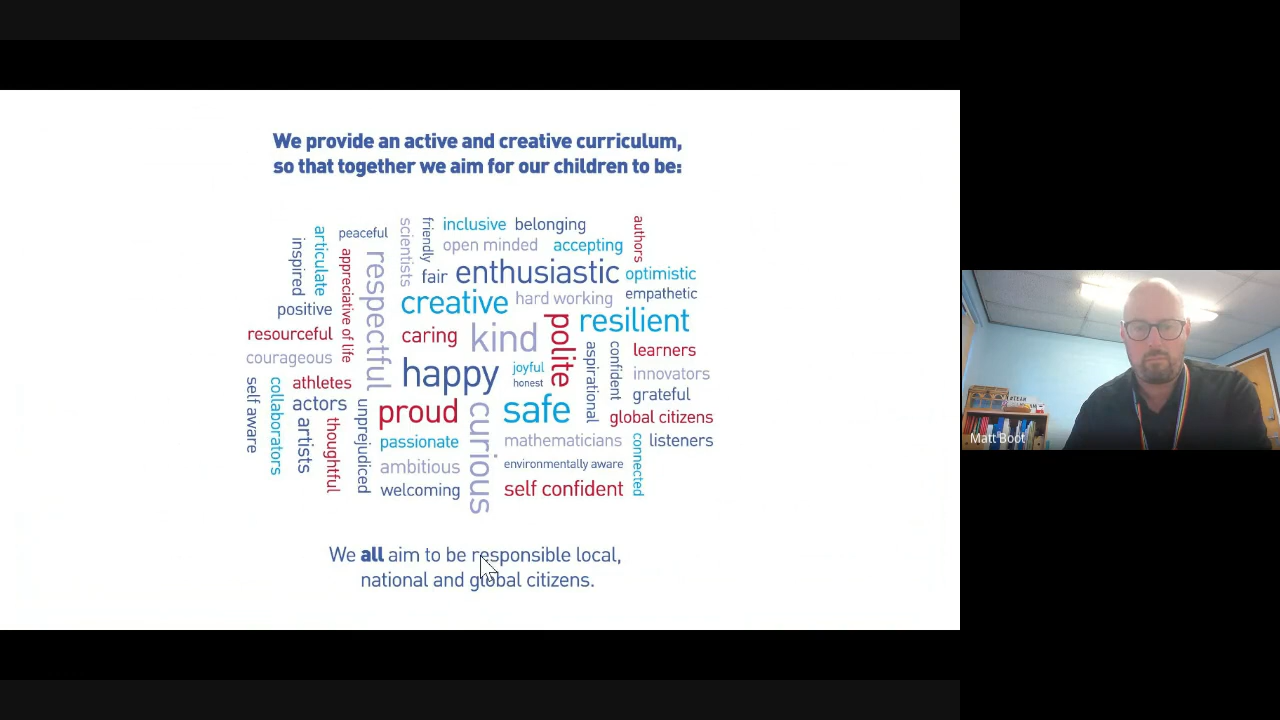 We provide an active and creative curriculum,
so that together we aim for our children to be:
inspired
articulate
peaceful
appreciative of life
respectful
scientists
friendly
inclusive
belonging
authors
open minded
accepting
fair
enthusiastic
optimistic
positive
creative
hard working
empathetic
resourceful
caring
kind
polite
resilient
courageous
happy
joyful
honest
aspirational
confident
learners
innovators
grateful
self aware
collaborators
athletes
actors
artists
thoughtful
unprejudiced
proud
curious
safe
global citizens
passionate
mathematicians
connected
listeners
ambitious
environmentally aware
welcoming
self confident
We all aim to be responsible local,
national and global citizens.
Matt Boot